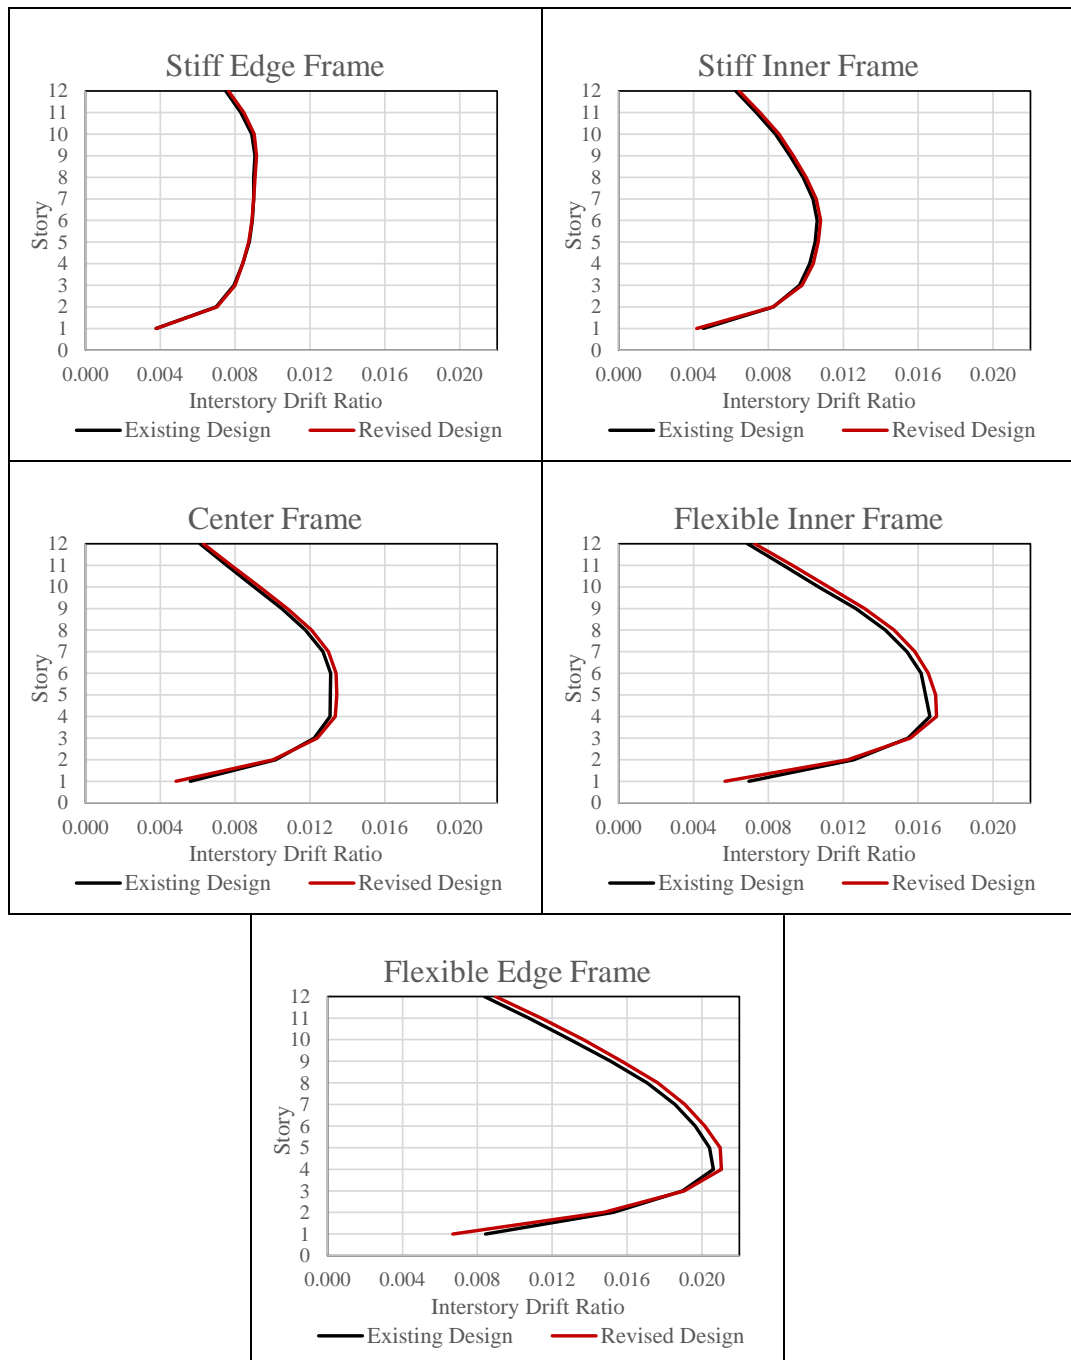 Stiff Edge Frame
12
11
10
9
8
7
6
5
4
3
2
1
0
Story
0.000 0.004 0.008 0.012 0.016 0.020
Interstory Drift Ratio
Existing Design Revised Design
Stiff Inner Frame
12
11
10
9
8
7
6
5
4
3
2
1
0
Story
0.000 0.004 0.008 0.012 0.016 0.020
Interstory Drift Ratio
Existing Design Revised Design
Center Frame
12
11
10
9
8
7
6
5
4
3
2
1
0
Story
0.000 0.004 0.008 0.012 0.016 0.020
Interstory Drift Ratio
Existing Design Revised Design
Flexible Inner Frame
12
11
10
9
8
7
6
5
4
3
2
1
0
Story
0.000 0.004 0.008 0.012 0.016 0.020
Interstory Drift Ratio
Existing Design Revised Design
Flexible Edge Frame
12
11
10
9
8
7
6
5
4
3
2
1
0
Story
0.000 0.004 0.008 0.012 0.016 0.020
Interstory Drift Ratio
Existing Design Revised Design